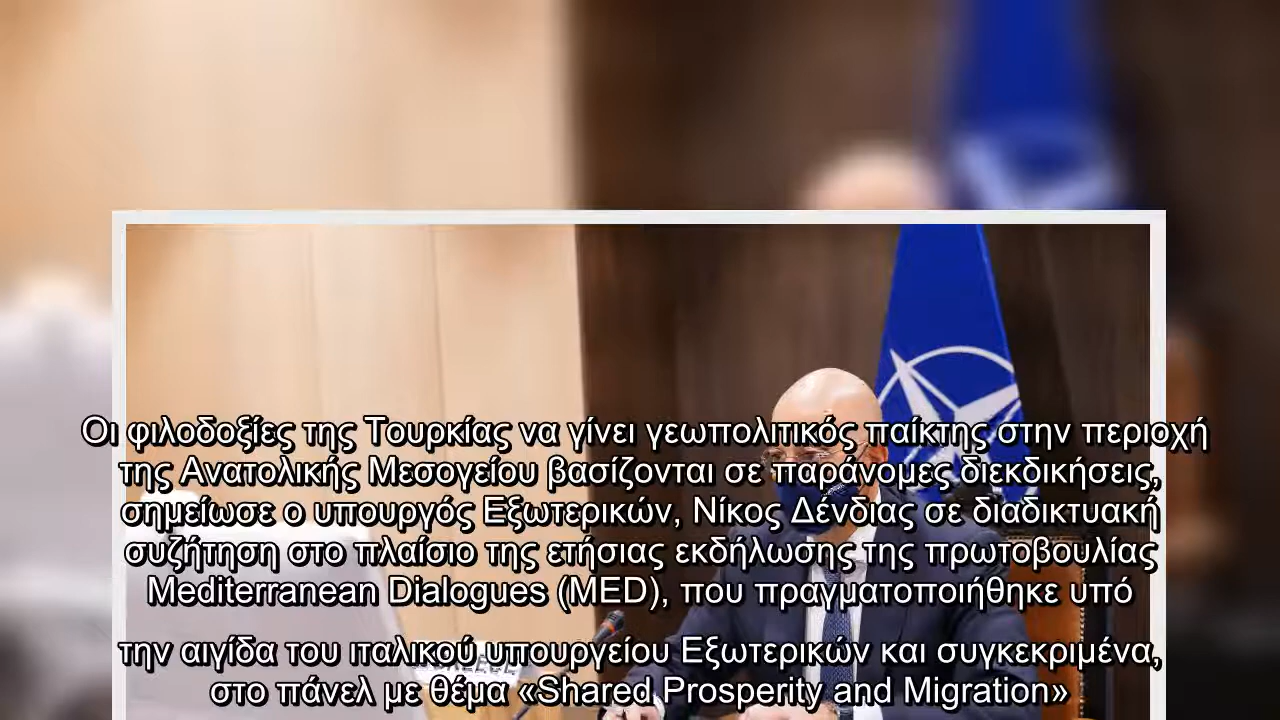 Οι φιλοδοξίες της Τουρκίας να γίνει γεωπολιτικός παίκτης στην περιοχή
της Ανατολικής Μεσογείου βασίζονται σε παράνομες διεκδικήσεις,
σημείωσε ο υπουργός Εξωτερικών, Νίκος Δένδιας σε διαδικτυακή
συζήτηση στο πλαίσιο της ετήσιας εκδήλωσης της πρωτοβουλίας
Mediterranean Dialogues (MED), που πραγματοποιήθηκε υπό
την αιγίδα του ιταλικού υπουργείου Εξωτερικών και συγκεκριμένα,
στο πάνελ με θέμα «Shared Prosperity and Migration»